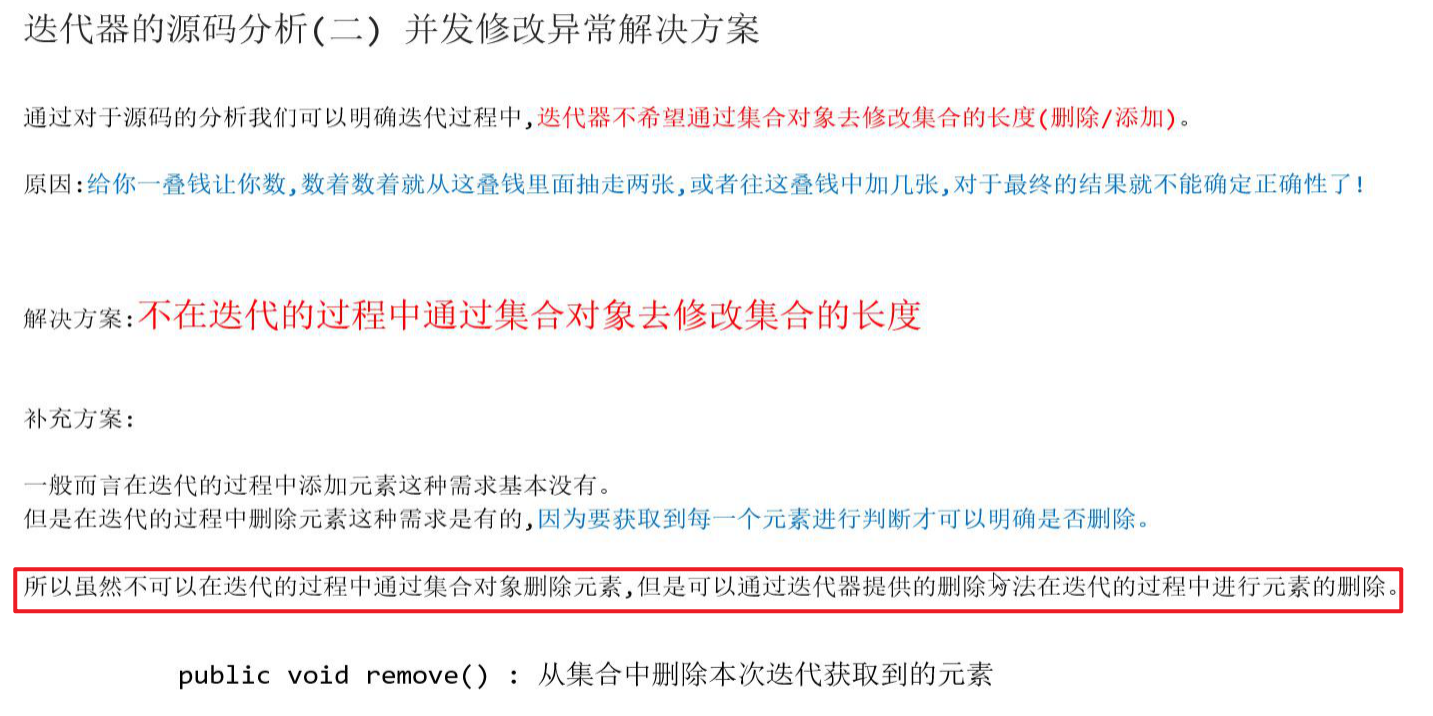 迭代器的源码分析(二) 并发修改异常解决方案
通过对于源码的分析我们可以明确迭代过程中,迭代器不希望通过集合对象去修改集合的长度(删除/添加)。
原因:给你一叠钱让你数,数着数着就从这叠钱里面抽走两张,或者往这叠钱中加几张,对于最终的结果就不能确定正确性了!
解决方案:不在迭代的过程中通过集合对象去修改集合的长度
补充方案:
一般而言在迭代的过程中添加元素这种需求基本没有。
但是在迭代的过程中删除元素这种需求是有的,因为要获取到每一个元素进行判断才可以明确是否删除。
所以虽然不可以在迭代的过程中通过集合对象删除元素,但是可以通过迭代器提供的删除方法在迭代的过程中进行元素的删除。
public void remove() : 从集合中删除本次迭代获取到的元素